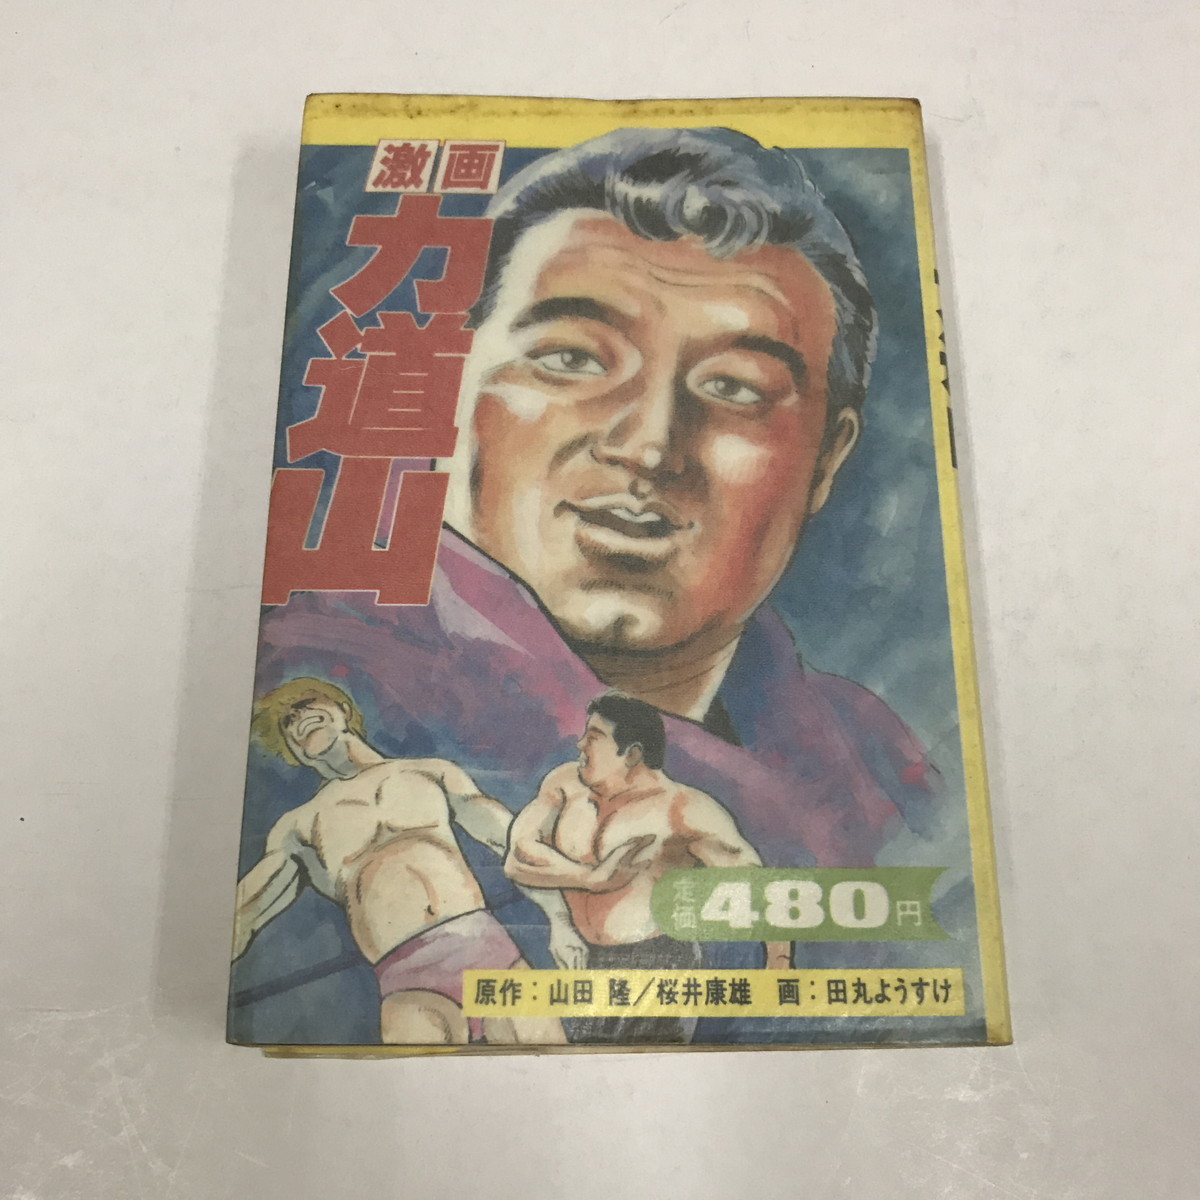 激画
力道山
定価480円
原作：山田 隆／桜井康雄 画：田丸ようすけ